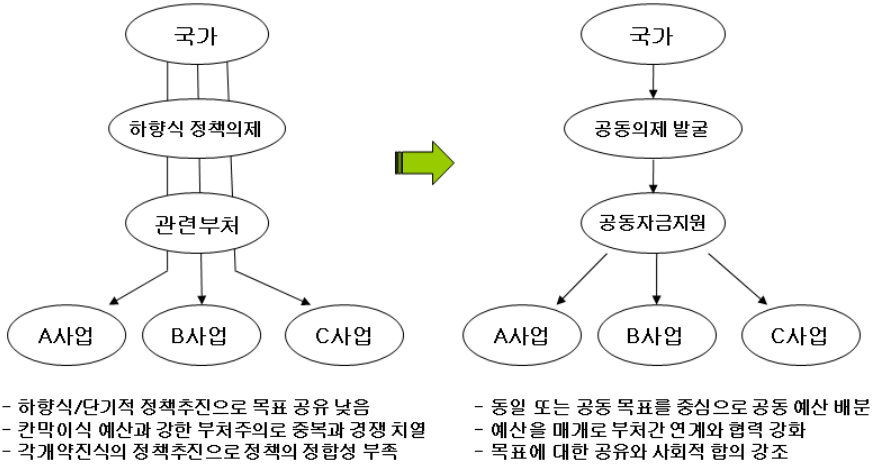 국가
하향식 정책의제
관련부처
A사업
B사업
C사업
- 하향식/단기적 정책추진으로 목표 공유 낮음
- 칸막이식 예산과 강한 부처주의로 중복과 경쟁 치열
- 각개약진식의 정책추진으로 정책의 정합성 부족
국가
공동의제 발굴
공동자금지원
A사업
B사업
C사업
- 동일 또는 공동 목표를 중심으로 공동 예산 배분
- 예산을 매개로 부처간 연계와 협력 강화
- 목표에 대한 공유와 사회적 합의 강조